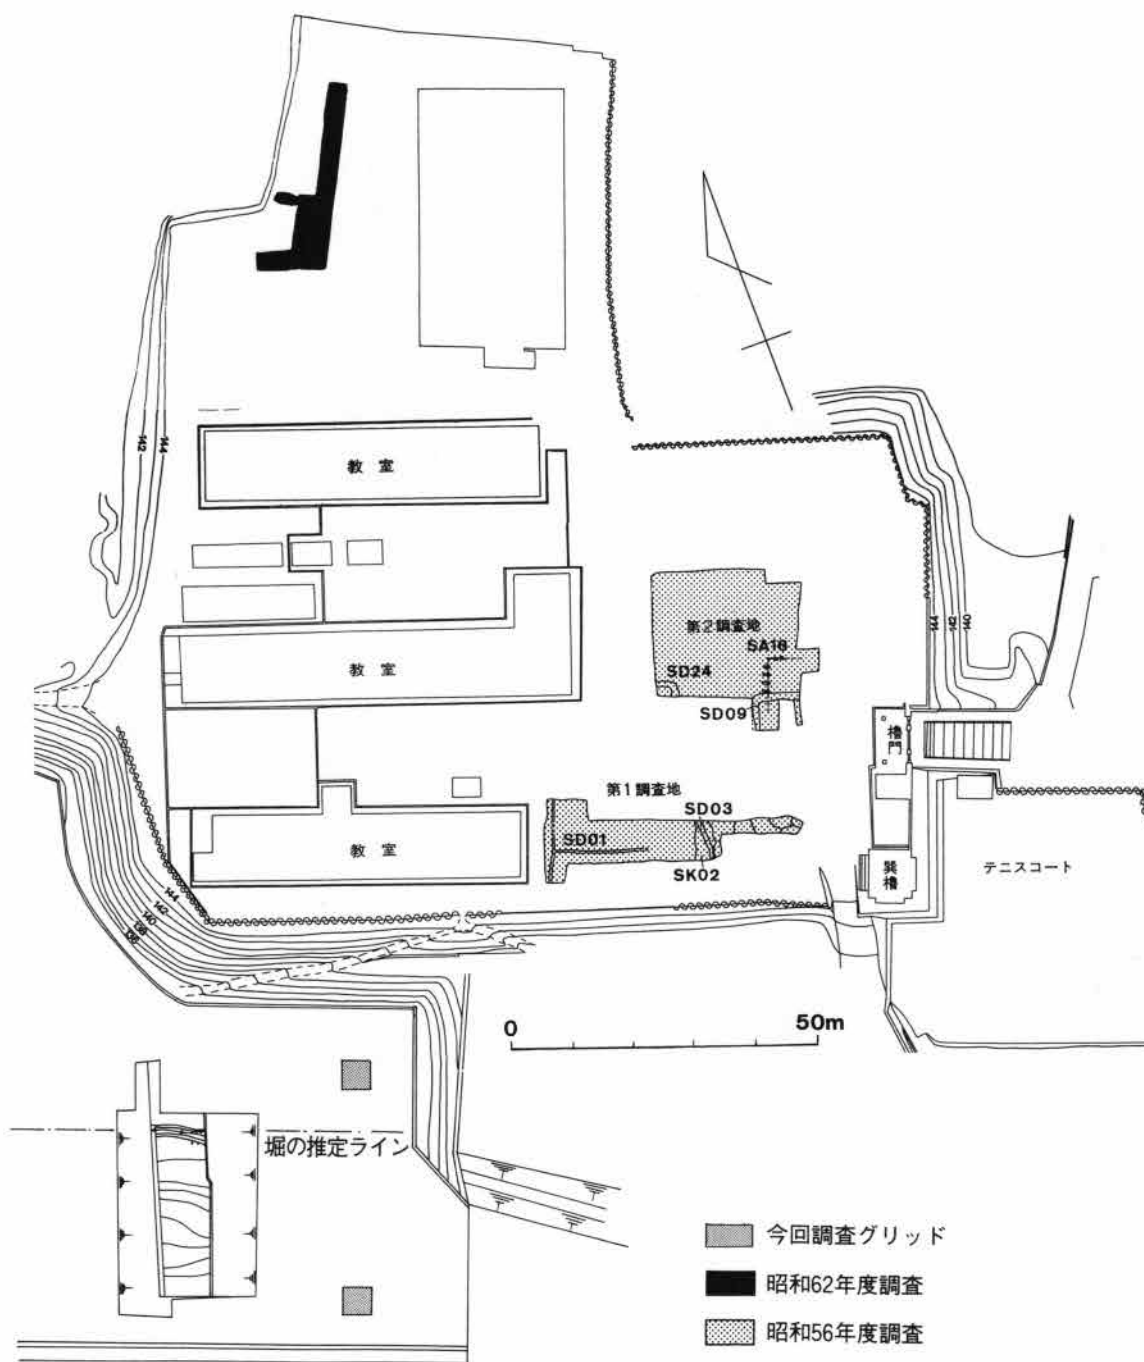 142
144
教室
第2調査地
SA16
144
142
140
教室
SD24
SD09
櫓門
第1調査地
SD03
SD01
教室
SK02
巽櫓
テニスコート
144
142
140
138
136
0 50m
堀の推定ライン
今回調査グリッド
昭和62年度調査
昭和56年度調査